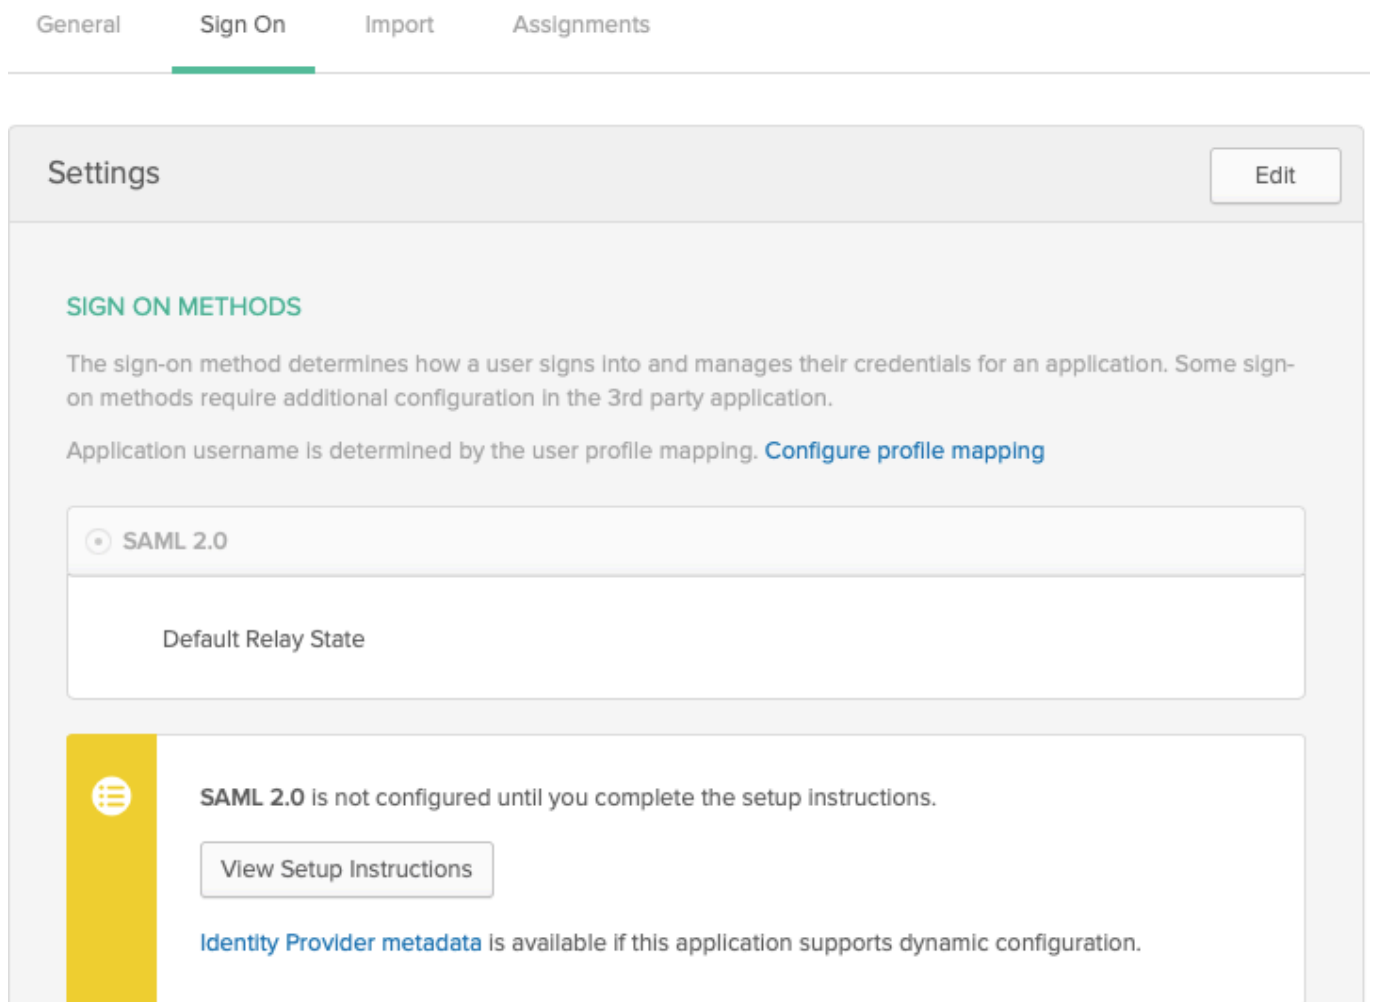 General Sign On Import Assignments
Settings
Edit
SIGN ON METHODS
The sign-on method determines how a user signs into and manages their credentials for an application. Some sign-
on methods require additional configuration in the 3rd party application.
Application username is determined by the user profile mapping. Configure profile mapping
SAML 2.0
Default Relay State
SAML 2.0 is not configured until you complete the setup instructions.
View Setup Instructions
Identity Provider metadata is available if this application supports dynamic configuration.